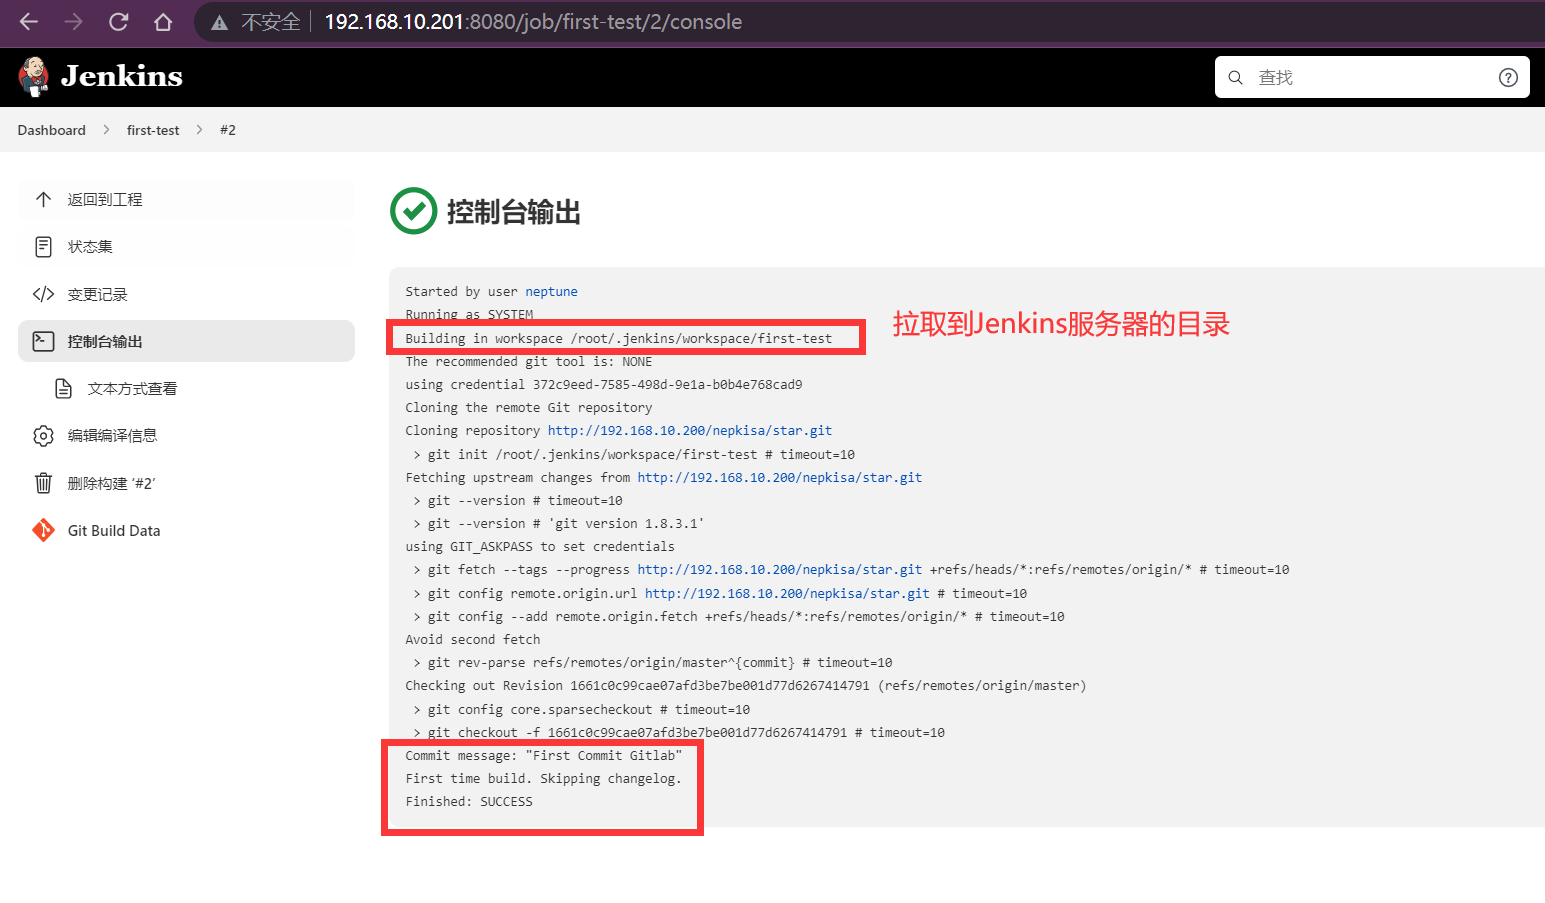 不安全 192.168.10.201:8080/job/first-test/2/console
Jenkins
查找
Dashboard first-test #2
返回到工程
状态集
变更记录
控制台输出
文本方式查看
编辑编译信息
删除构建 ‘#2’
Git Build Data
控制台输出
Started by user neptune
Running as SYSTEM
Building in workspace /root/.jenkins/workspace/first-test
拉取到Jenkins服务器的目录
The recommended git tool is: NONE
using credential 372c9eed-7585-498d-9e1a-b0b4e768cad9
Cloning the remote Git repository
Cloning repository http://192.168.10.200/nepkisa/star.git
> git init /root/.jenkins/workspace/first-test # timeout=10
Fetching upstream changes from http://192.168.10.200/nepkisa/star.git
> git --version # timeout=10
> git --version # 'git version 1.8.3.1'
using GIT_ASKPASS to set credentials
> git fetch --tags --progress http://192.168.10.200/nepkisa/star.git +refs/heads/*:refs/remotes/origin/* # timeout=10
> git config remote.origin.url http://192.168.10.200/nepkisa/star.git # timeout=10
> git config --add remote.origin.fetch +refs/heads/*:refs/remotes/origin/* # timeout=10
Avoid second fetch
> git rev-parse refs/remotes/origin/master^{commit} # timeout=10
Checking out Revision 1661c0c99cae07afd3be7be001d77d6267414791 (refs/remotes/origin/master)
> git config core.sparsecheckout # timeout=10
> git checkout -f 1661c0c99cae07afd3be7be001d77d6267414791 # timeout=10
Commit message: "First Commit Gitlab"
First time build. Skipping changelog.
Finished: SUCCESS